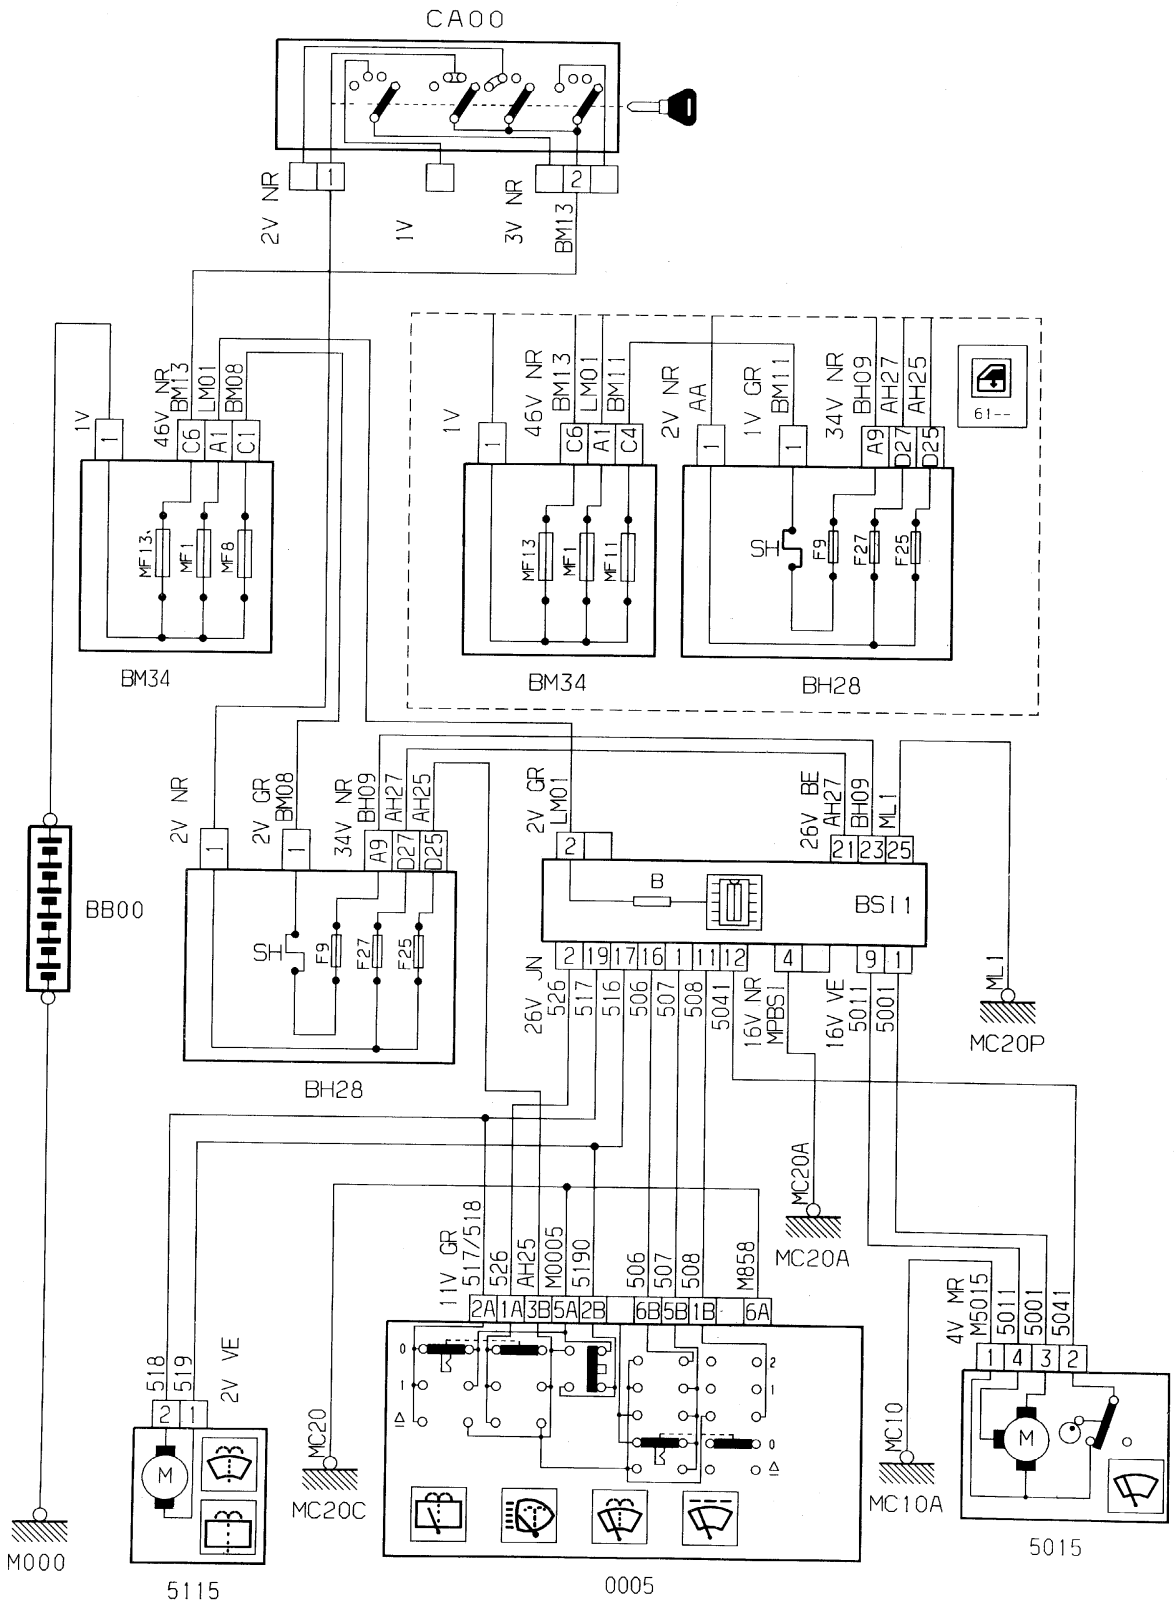 CA00
1
2
2V NR
1V
3V NR
BM13
1V
46V NR
BM13
LM01
BM08
1
C6
A1
C1
MF13
MF1
MF8
BM34
1V
46V NR
BM13
LM01
BM11
2V NR
AA
1V GR
BM11
34V NR
BH09
AH27
AH25
61--
1
C6
A1
C4
1
1
A9
D27
D25
MF13
MF1
MF11
SH
F9
F27
F25
BM34
BH28
2V NR
2V GR
BM08
34V NR
BH09
AH27
AH25
2V GR
LM01
26V BE
AH27
BH09
ML1
1
1
A9
D27
D25
2
21
23
25
BB00
B
BSI1
SH
F9
F27
F25
2
19
17
16
1
11
12
4
9
1
26V JN
526
517
516
506
507
508
5041
16V NR
MPBSI
16V VE
5011
5001
ML1
MC20P
BH28
MC20A
MC20A
11V GR
517/518
526
AH25
M0005
5190
506
507
508
M858
4V MR
M5015
5011
5001
5041
2A
1A
3B
5A
2B
6B
5B
1B
6A
1
4
3
2
518
519
2V VE
2
1
0
1
2
1
0
M
M
MC20
MC20C
MC10
MC10A
M000
5115
0005
5015